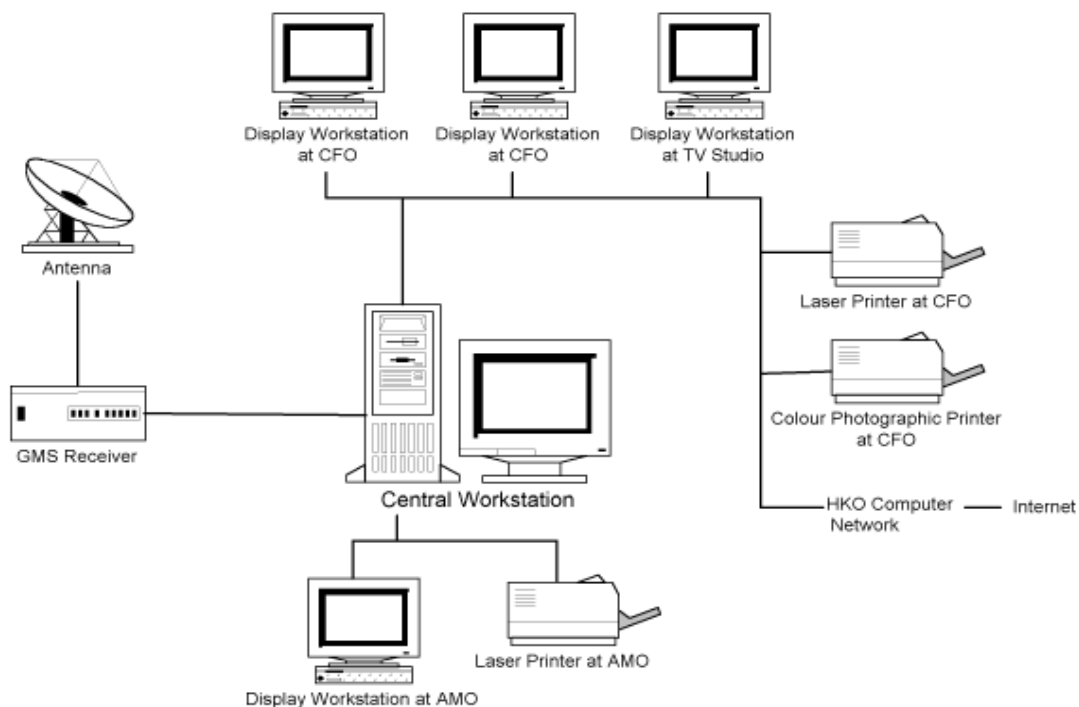 Display Workstation
at CFO
Display Workstation
at CFO
Display Workstation
at TV Studio
Antenna
Laser Printer at CFO
GMS Receiver
Colour Photographic Printer
at CFO
Central Workstation
HKO Computer
Network
Internet
Laser Printer at AMO
Display Workstation at AMO